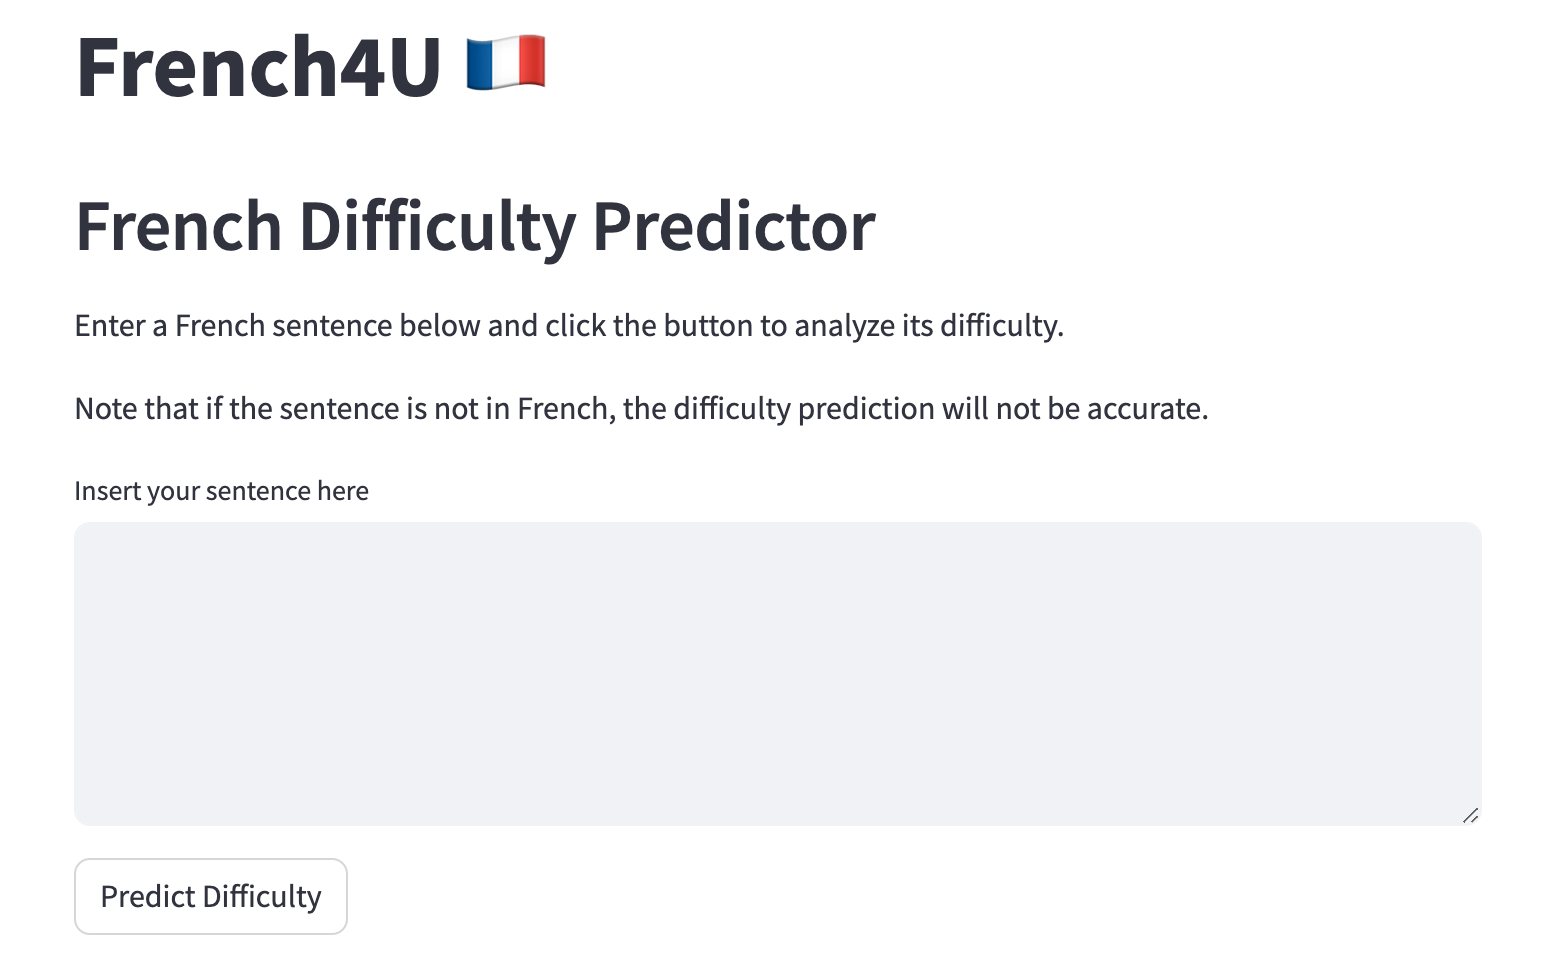 French4U 🇫🇷
French Difficulty Predictor
Enter a French sentence below and click the button to analyze its difficulty.
Note that if the sentence is not in French, the difficulty prediction will not be accurate.
Insert your sentence here
Predict Difficulty